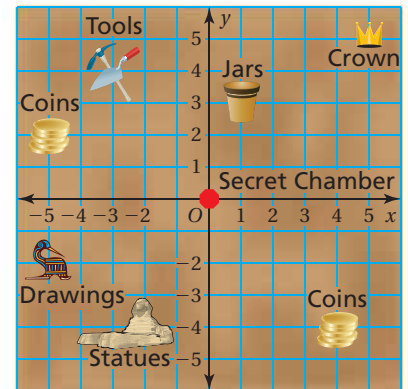 y
Tools
5
Crown
4
Jars
Coins
3
2
1
Secret Chamber
−5 −4 −3 −2 O 1 2 3 4 5 x
−2
Drawings
−3
Coins
−4
Statues
−5